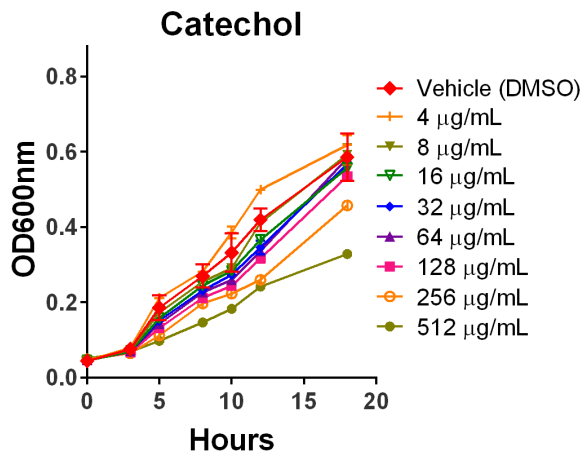 Catechol
OD600nm
0.8
0.6
0.4
0.2
0.0
0
5
10
15
20
Hours
Vehicle (DMSO)
4 μg/mL
8 μg/mL
16 μg/mL
32 μg/mL
64 μg/mL
128 μg/mL
256 μg/mL
512 μg/mL